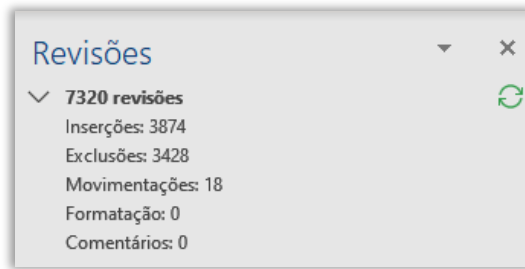 Revisões
7320 revisões
Inserções: 3874
Exclusões: 3428
Movimentações: 18
Formatação: 0
Comentários: 0